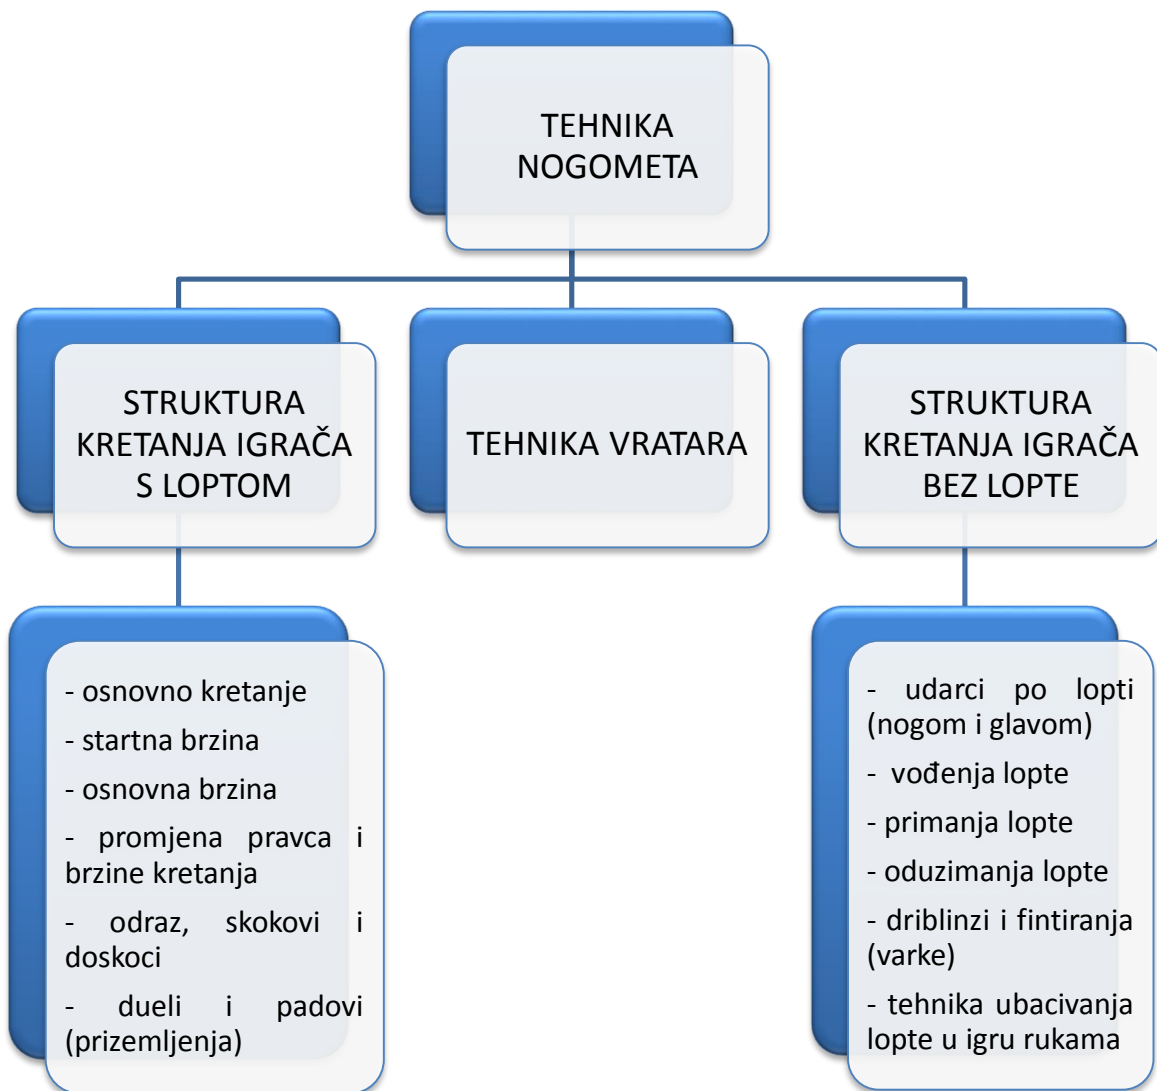 TEHNIKA
NOGOMETA
STRUKTURA
KRETANJA IGRAČA
S LOPTOM
TEHNIKA VRATARA
STRUKTURA
KRETANJA IGRAČA
BEZ LOPTE
- osnovno kretanje
- startna brzina
- osnovna brzina
- promjena pravca i
brzine kretanja
- odraz, skokovi i
doskoci
- dueli i padovi
(prizemljenja)
- udarci po lopti
(nogom i glavom)
- vođenja lopte
- primanja lopte
- oduzimanja lopte
- driblinzi i fintiranja
(varke)
- tehnika ubacivanja
lopte u igru rukama